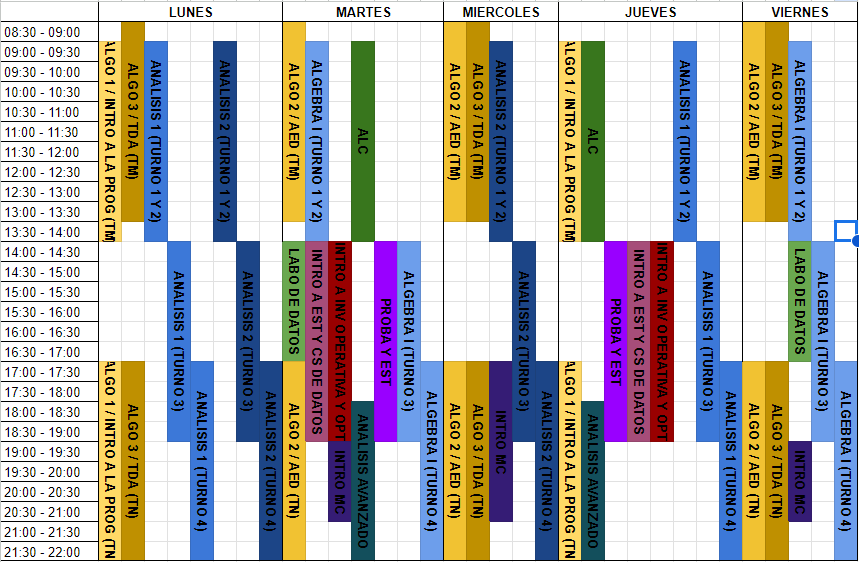 LUNES MARTES MIERCOLES JUEVES VIERNES
08:30 - 09:00
09:00 - 09:30
09:30 - 10:00
10:00 - 10:30
10:30 - 11:00
11:00 - 11:30
11:30 - 12:00
12:00 - 12:30
12:30 - 13:00
13:00 - 13:30
13:30 - 14:00
14:00 - 14:30
14:30 - 15:00
15:00 - 15:30
15:30 - 16:00
16:00 - 16:30
16:30 - 17:00
17:00 - 17:30
17:30 - 18:00
18:00 - 18:30
18:30 - 19:00
19:00 - 19:30
19:30 - 20:00
20:00 - 20:30
20:30 - 21:00
21:00 - 21:30
21:30 - 22:00
ALGO 1 / INTRO A LA PROG (TM
ALGO 3 / TDA (TM)
ANALISIS 1 (TURNO 1 Y 2)
ANALISIS 2 (TURNO 1 Y 2)
ANALISIS 1 (TURNO 3)
ANALISIS 2 (TURNO 3)
ALGO 1 / INTRO A LA PROG (TN
ALGO 3 / TDA (TN)
ANALISIS 1 (TURNO 4)
ANALISIS 2 (TURNO 4)
ALGO 2 / AED (TM)
ALGEBRA I (TURNO 1 Y 2)
ALC
LABO DE DATOS
INTRO A EST Y CS DE DATOS
INTRO A INV OPERATIVA Y OPT
PROBA Y EST
ALGEBRA I (TURNO 3)
ALGO 2 / AED (TN)
INTRO MC
ANALISIS AVANZADO
ALGEBRA I (TURNO 4)
ALGO 2 / AED (TM)
ALGO 3 / TDA (TM)
ANALISIS 2 (TURNO 1 Y 2)
ANALISIS 2 (TURNO 3)
ALGO 2 / AED (TN)
ALGO 3 / TDA (TN)
INTRO MC
ANALISIS 2 (TURNO 4)
ALGO 1 / INTRO A LA PROG (TM
ALC
ANALISIS 1 (TURNO 1 Y 2)
PROBA Y EST
INTRO A EST Y CS DE DATOS
INTRO A INV OPERATIVA Y OPT
ANALISIS 1 (TURNO 3)
ALGO 1 / INTRO A LA PROG (TN
ANALISIS AVANZADO
ANALISIS 1 (TURNO 4)
ALGO 2 / AED (TM)
ALGO 3 / TDA (TM)
ALGEBRA I (TURNO 1 Y 2)
LABO DE DATOS
ALGEBRA I (TURNO 3)
ALGO 2 / AED (TN)
ALGO 3 / TDA (TN)
INTRO MC
ALGEBRA I (TURNO 4)